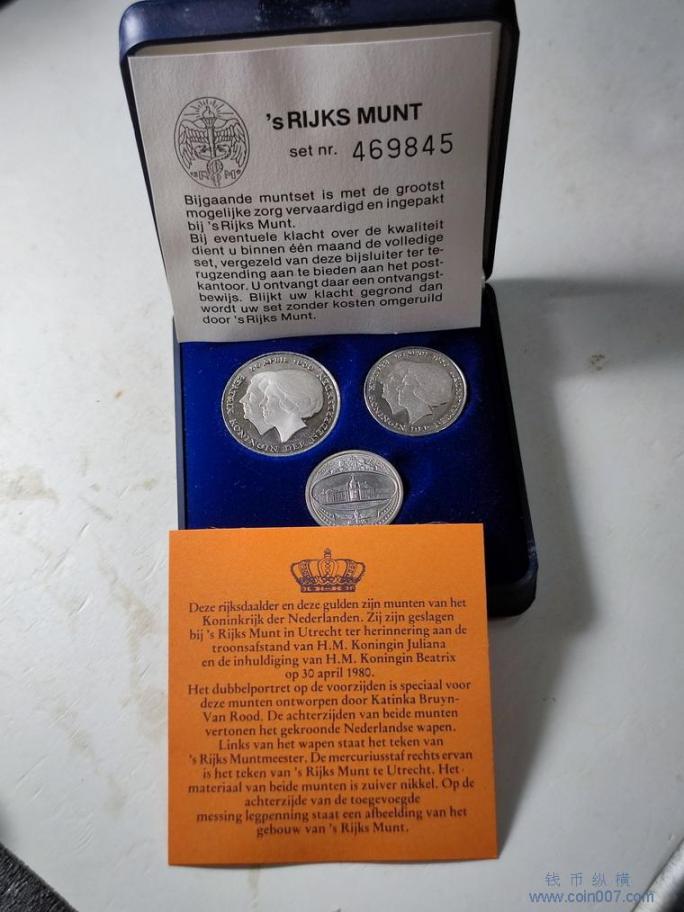 'sRIJKS MUNT
set nr. 469845
Bijgaande muntset is met de grootst
mogelijke zorg vervaardigd en ingepakt
bij 's Rijks Munt.
Bij eventuele klacht over de kwaliteit
dient u binnen één maand de volledige
set, vergezeld van deze bijsluiter ter te-
rugzending aan te bieden aan het post-
kantoor. U ontvangt daar een ontvangst-
bewijs. Blijkt uw klacht gegrond dan
wordt uw set zonder kosten omgeruild
door 's Rijks Munt.
Deze rijksdaalder en deze gulden zijn munten van het
Koninkrijk der Nederlanden. Zij zijn geslagen
bij 's Rijks Munt in Utrecht ter herinnering aan de
troonsafstand van H.M. Koningin Juliana
en de inhuldiging van H.M. Koningin Beatrix
op 30 april 1980.
Het dubbelportret op de voorzijden is speciaal voor
deze munten ontworpen door Katinka Bruyn-
Van Rood. De achterzijden van beide munten
vertonen het gekroonde Nederlandse wapen.
Links van het wapen staat het teken van
's Rijks Muntmeester. De mercuriusstaf rechts ervan
is het teken van 's Rijks Munt te Utrecht. Het
materiaal van beide munten is zuiver nikkel. Op de
achterzijde van de toegevoegde
messing legpenning staat een afbeelding van het
gebouw van 's Rijks Munt.
钱币纵横
www.coin007.com